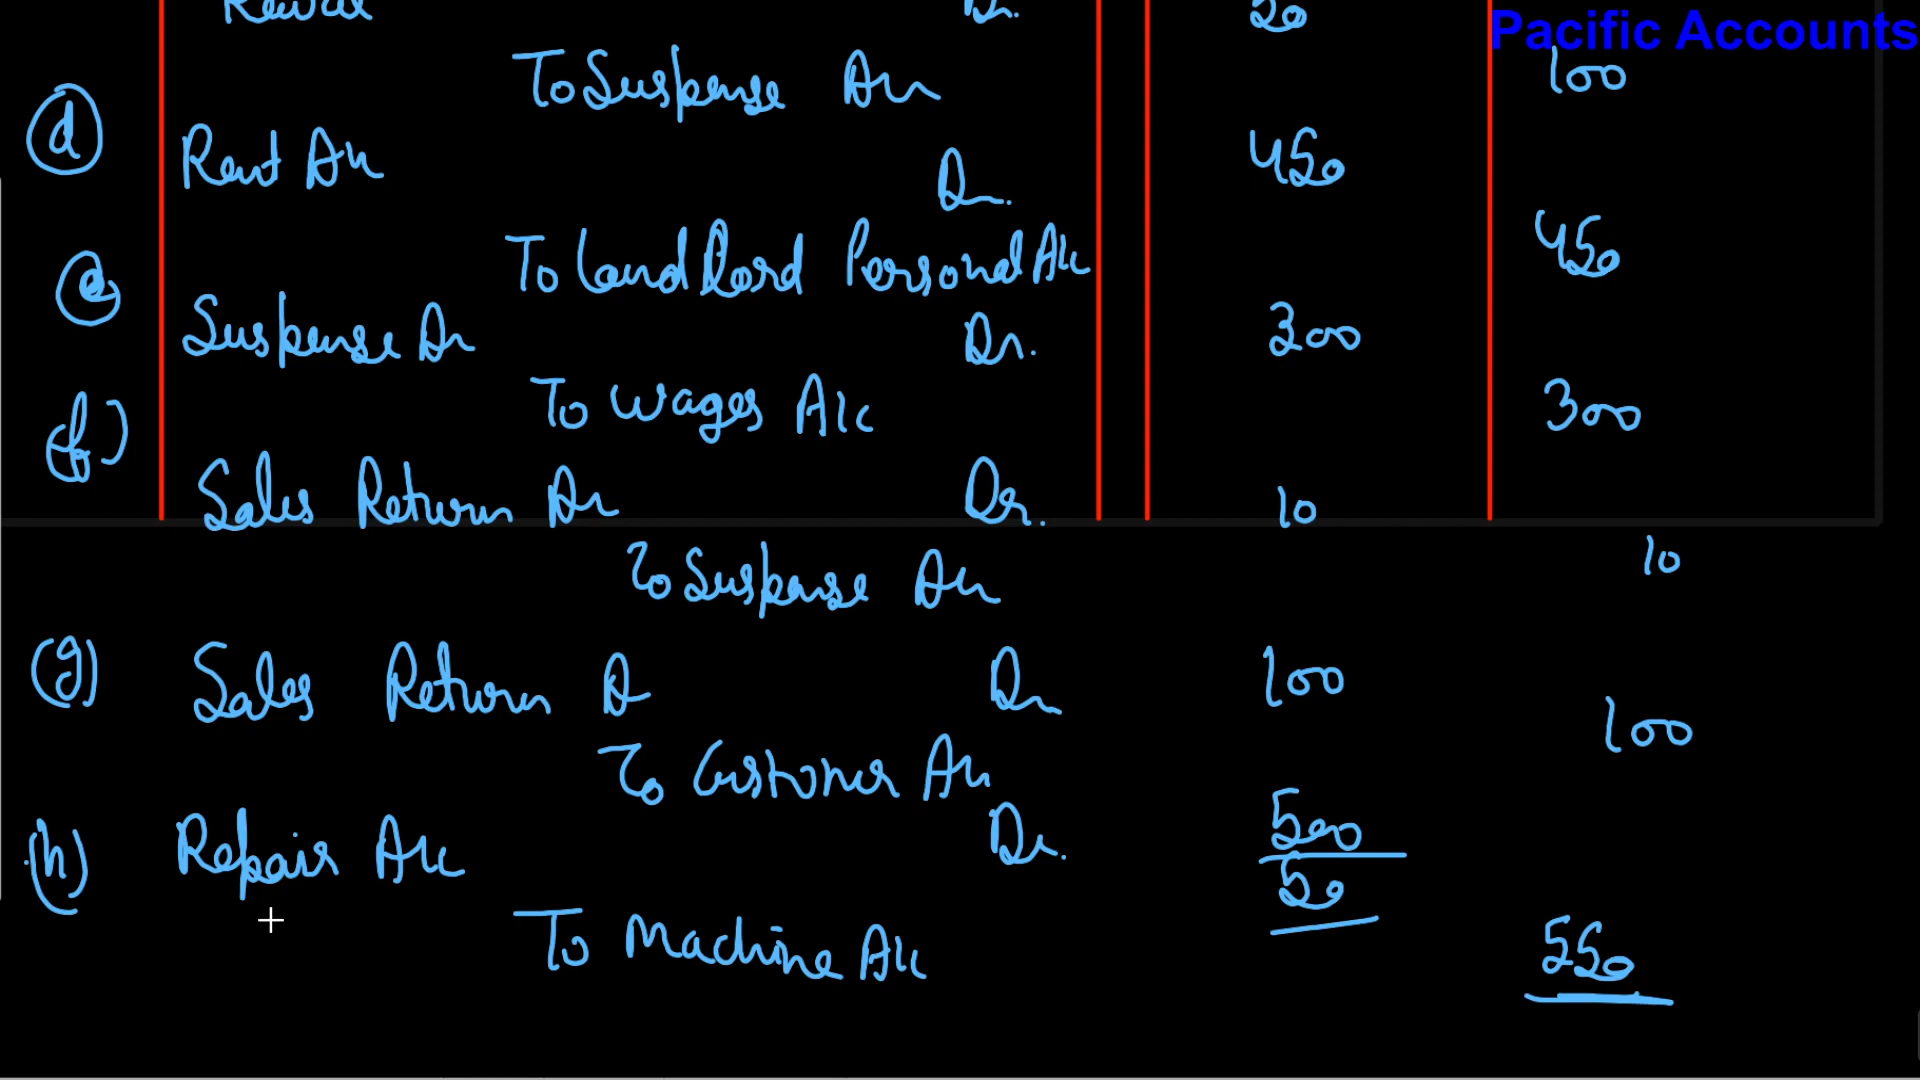 Dr. 20
Pacific Accounts
To Suspense A/c 100
(d) Rent A/c Dr. 450
To Landlord Personal A/c 450
(e) Suspense A/c Dr. 300
To Wages A/c 300
(f) Sales Return A/c Dr. 10
To Suspense A/c 10
(g) Sales Return A/c Dr 100
To Customer A/c 100
(h) Repair A/c Dr. 500
50
To Machine A/c 550